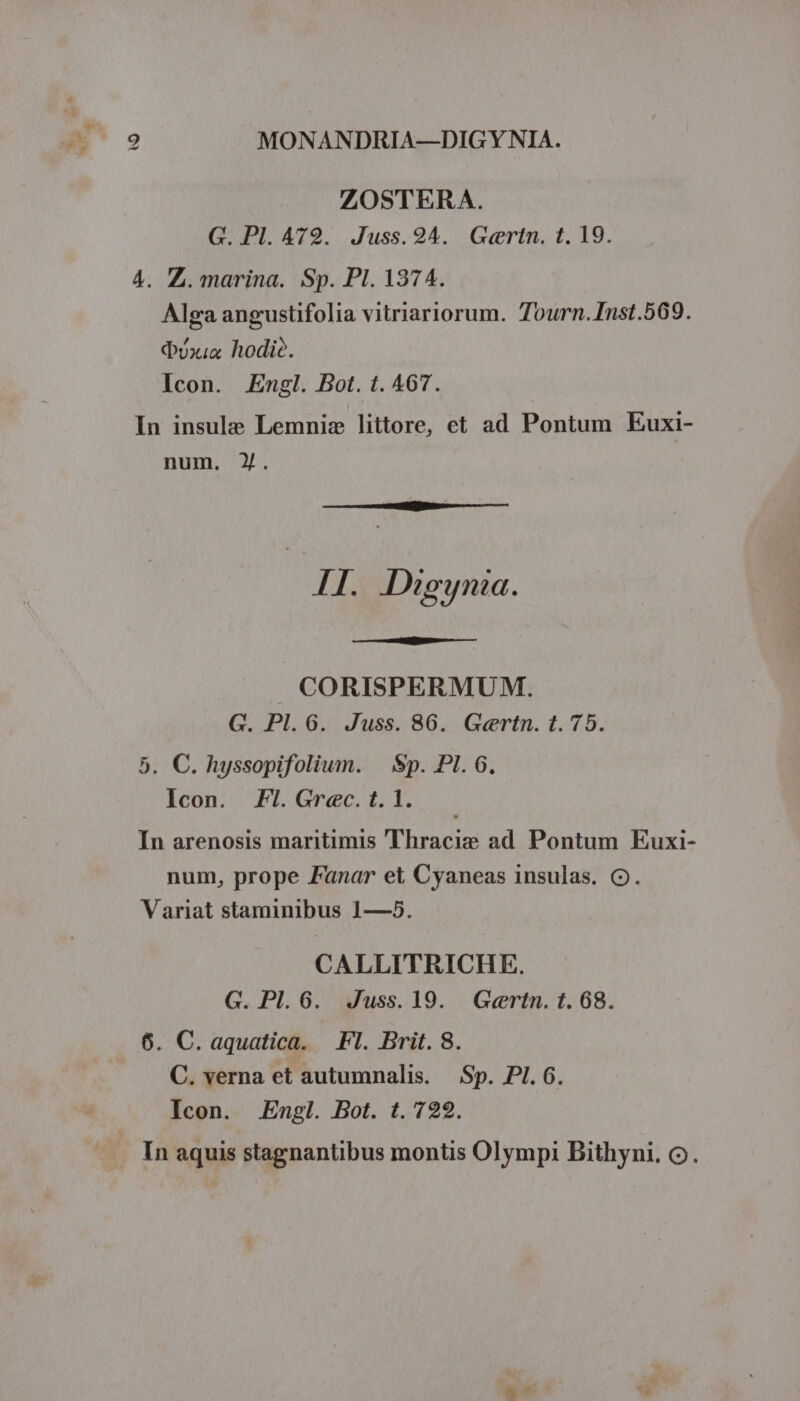 2 MONANDRIA—DIGYNIA.
ZOSTERA.
G. Pl. 472. Juss. 24. Gærtn. t. 19.
4. Z. marina. Sp. Pl. 1374.
Alga angustifolia vitriariorum. Tourn. Inst. 569.
Φύκια hodiè.
Icon. Engl. Bot. t. 467.
In insulæ Lemniæ littore, et ad Pontum Euxi-
num. ♃.
II. Digynia.
CORISPERMUM.
G. Pl. 6. Juss. 86. Gærtn. t. 75.
5. C. hyssopifolium. Sp. Pl. 6.
Icon. Fl. Græc. t. 1.
In arenosis maritimis Thraciæ ad Pontum Euxi-
num, prope Fanar et Cyaneas insulas. ☉.
Variat staminibus 1—5.
CALLITRICHE.
G. Pl. 6. Juss. 19. Gærtn. t. 68.
6. C. aquatica. Fl. Brit. 8.
C. verna et autumnalis. Sp. Pl. 6.
Icon. Engl. Bot. t. 722.
In aquis stagnantibus montis Olympi Bithyni. ☉.